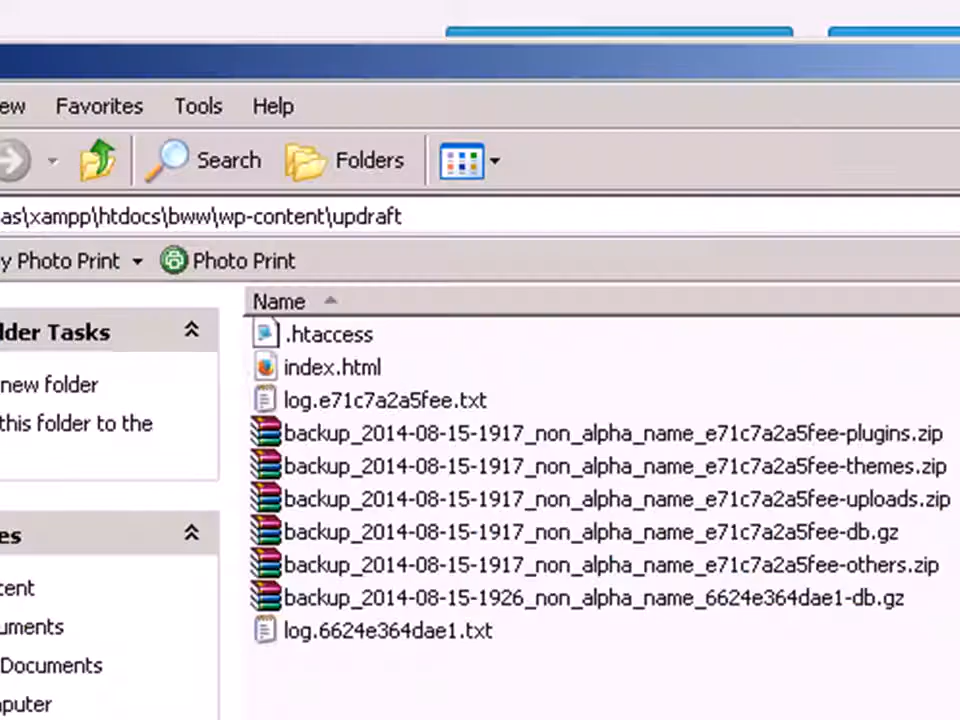 ew Favorites Tools Help
Search Folders
as\xampp\htdocs\bww\wp-content\updraft
y Photo Print Photo Print
Name
lder Tasks
new folder
this folder to the
es
cent
uments
Documents
puter
.htaccess
index.html
log.e71c7a2a5fee.txt
backup_2014-08-15-1917_non_alpha_name_e71c7a2a5fee-plugins.zip
backup_2014-08-15-1917_non_alpha_name_e71c7a2a5fee-themes.zip
backup_2014-08-15-1917_non_alpha_name_e71c7a2a5fee-uploads.zip
backup_2014-08-15-1917_non_alpha_name_e71c7a2a5fee-db.gz
backup_2014-08-15-1917_non_alpha_name_e71c7a2a5fee-others.zip
backup_2014-08-15-1926_non_alpha_name_6624e364dae1-db.gz
log.6624e364dae1.txt